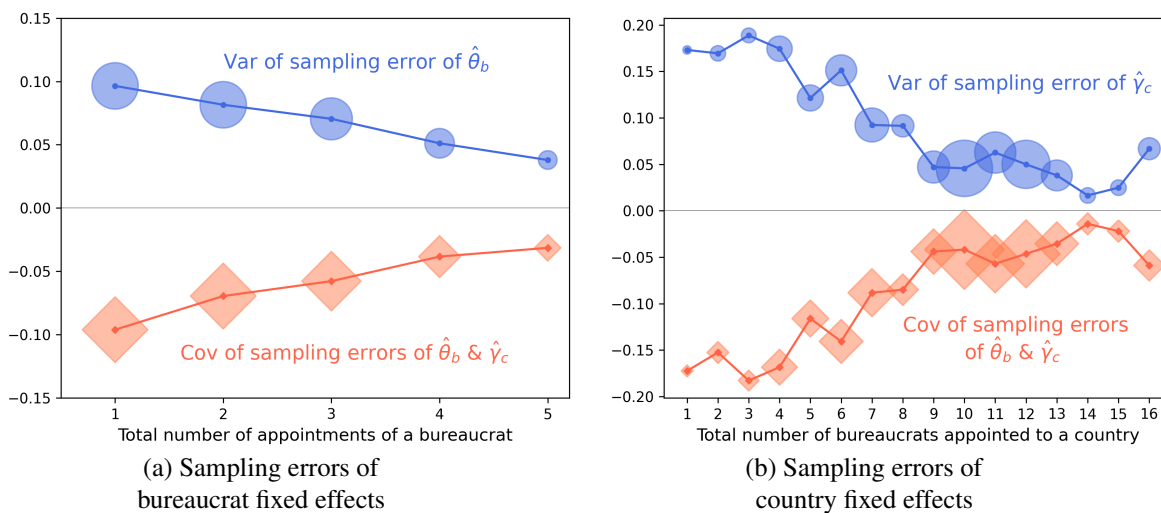 0.15
0.10
0.05
0.00
−0.05
−0.10
−0.15
Var of sampling error of θ̂_b
Cov of sampling errors of θ̂_b & γ̂_c
1 2 3 4 5
Total number of appointments of a bureaucrat
(a) Sampling errors of
bureaucrat fixed effects
0.20
0.15
0.10
0.05
0.00
−0.05
−0.10
−0.15
−0.20
Var of sampling error of γ̂_c
Cov of sampling errors
of θ̂_b & γ̂_c
1 2 3 4 5 6 7 8 9 10 11 12 13 14 15 16
Total number of bureaucrats appointed to a country
(b) Sampling errors of
country fixed effects